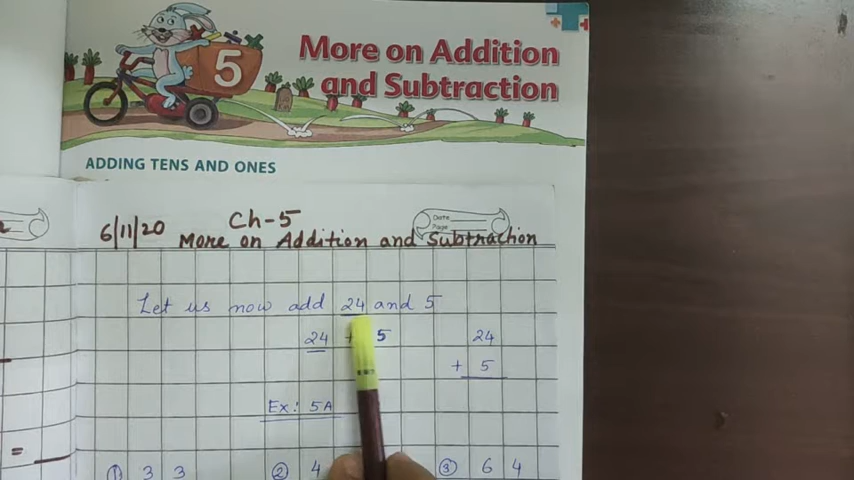 5
More on Addition
and Subtraction
ADDING TENS AND ONES
Date
Page
6/11/20 Ch-5
More on Addition and Subtraction
Let us now add 24 and 5
24 + 5
24
+ 5
Ex: 5A
=
① 3 3 ② 4 ③ 6 4